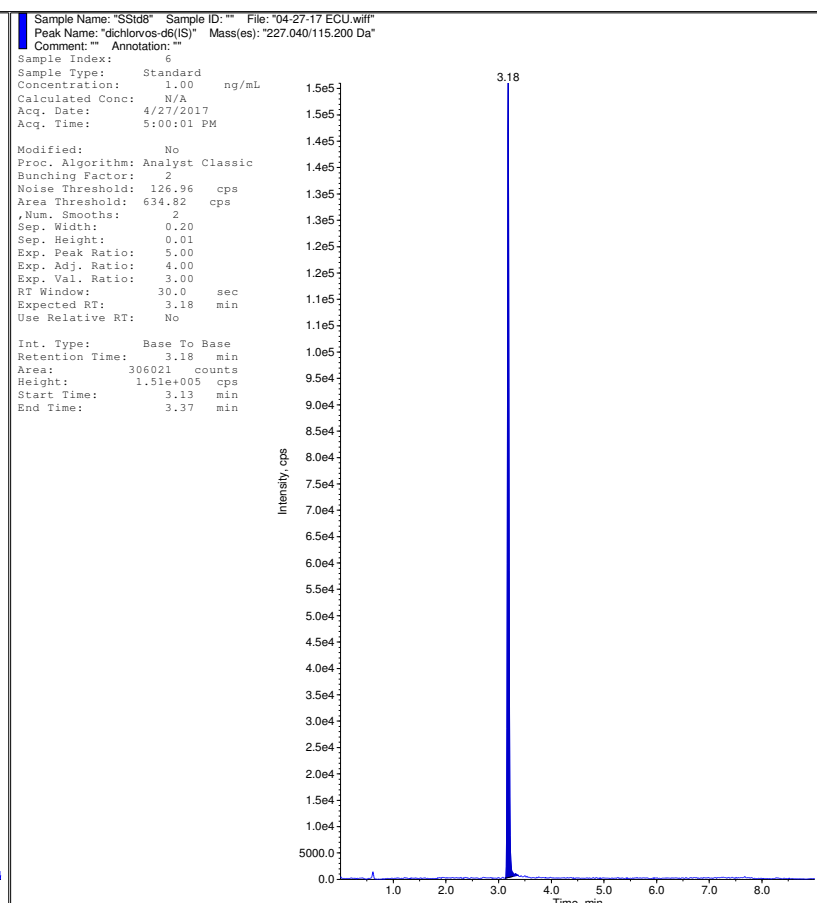 Sample Name: "SStd8"    Sample ID: ""    File: "04-27-17 ECU.wiff"
Peak Name: "dichlorvos-d6(IS)"    Mass(es): "227.040/115.200 Da"
Comment: ""    Annotation: ""
Sample Index: 6
Sample Type: Standard
Concentration: 1.00 ng/mL
Calculated Conc: N/A
Acq. Date: 4/27/2017
Acq. Time: 5:00:01 PM
Modified: No
Proc. Algorithm: Analyst Classic
Bunching Factor: 2
Noise Threshold: 126.96 cps
Area Threshold: 634.82 cps
,Num. Smooths: 2
Sep. Width: 0.20
Sep. Height: 0.01
Exp. Peak Ratio: 5.00
Exp. Adj. Ratio: 4.00
Exp. Val. Ratio: 3.00
RT Window: 30.0 sec
Expected RT: 3.18 min
Use Relative RT: No
Int. Type: Base To Base
Retention Time: 3.18 min
Area: 306021 counts
Height: 1.51e+005 cps
Start Time: 3.13 min
End Time: 3.37 min
3.18
1.5e5
1.5e5
1.4e5
1.4e5
1.3e5
1.3e5
1.2e5
1.2e5
1.1e5
1.1e5
1.0e5
9.5e4
9.0e4
8.5e4
8.0e4
7.5e4
7.0e4
6.5e4
6.0e4
5.5e4
5.0e4
4.5e4
4.0e4
3.5e4
3.0e4
2.5e4
2.0e4
1.5e4
1.0e4
5000.0
0.0
Intensity, cps
1.0 2.0 3.0 4.0 5.0 6.0 7.0 8.0
Time, min